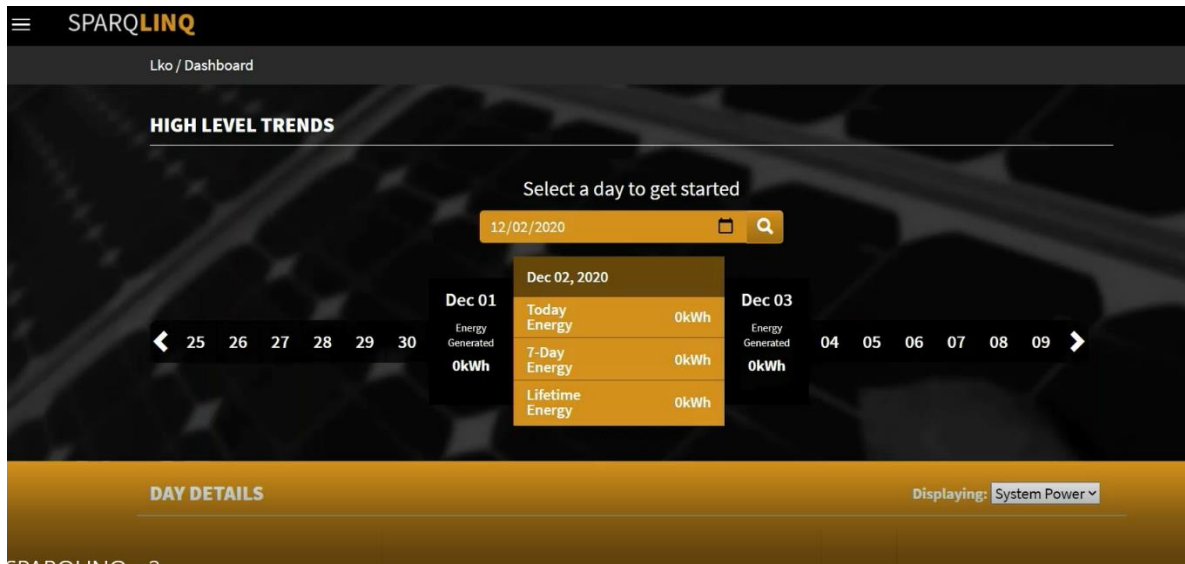 SPARQLINQ
Lko / Dashboard
HIGH LEVEL TRENDS
Select a day to get started
12/02/2020
Dec 02, 2020
Dec 01
Energy
Generated
0kWh
Today
Energy
0kWh
7-Day
Energy
0kWh
Lifetime
Energy
0kWh
Dec 03
Energy
Generated
0kWh
25 26 27 28 29 30
04 05 06 07 08 09
DAY DETAILS
Displaying: System Power